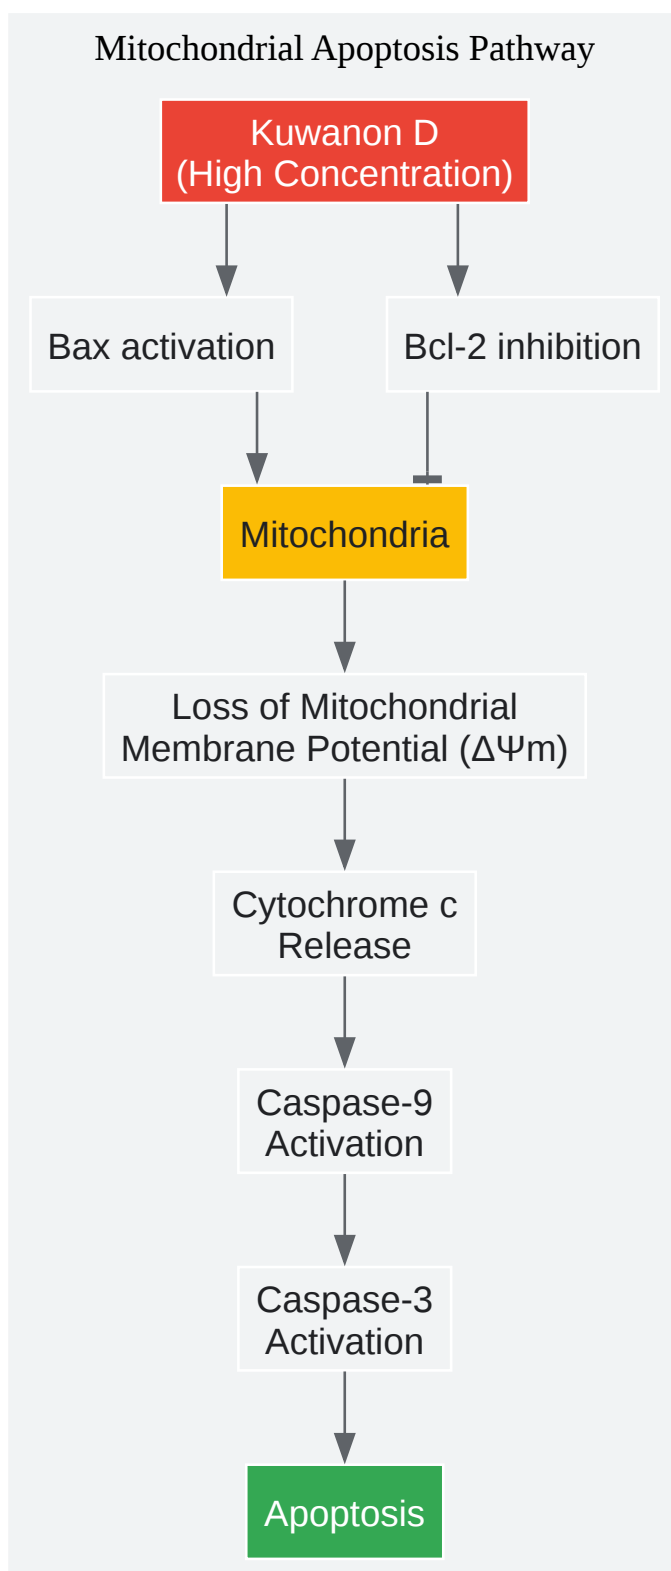 Mitochondrial Apoptosis Pathway
Kuwanon D
(High Concentration)
Bax activation
Bcl-2 inhibition
Mitochondria
Loss of Mitochondrial
Membrane Potential (ΔΨm)
Cytochrome c
Release
Caspase-9
Activation
Caspase-3
Activation
Apoptosis